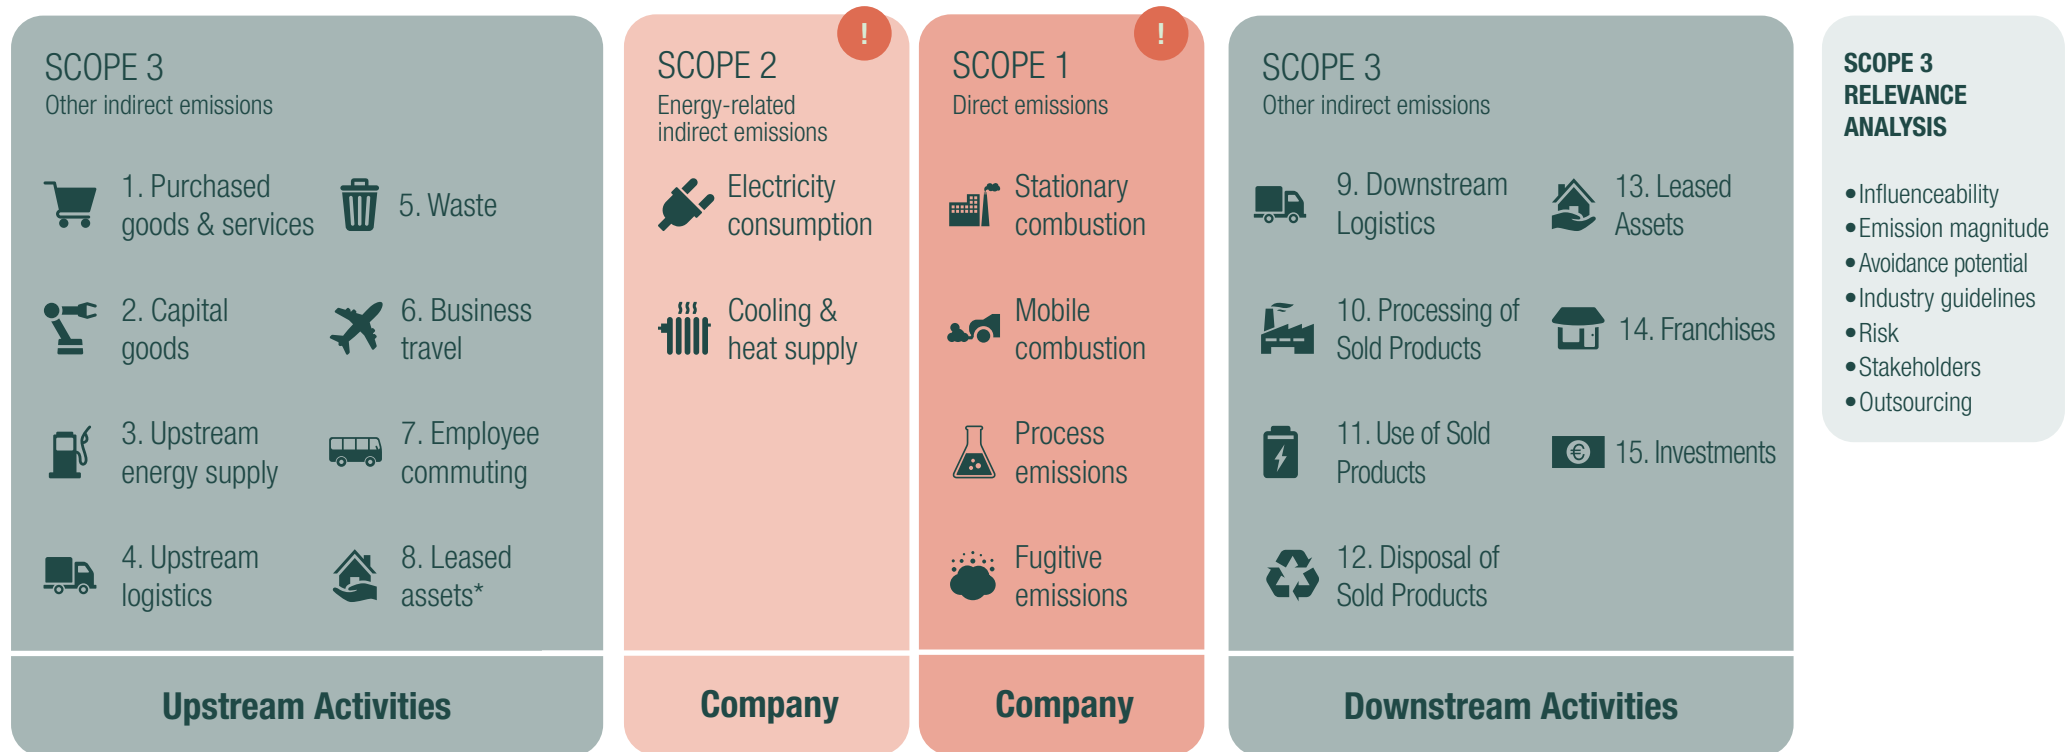 SCOPE 3
Other indirect emissions
1. Purchased
goods & services
2. Capital
goods
3. Upstream
energy supply
4. Upstream
logistics
5. Waste
6. Business
travel
7. Employee
commuting
8. Leased
assets*
Upstream Activities
!
SCOPE 2
Energy-related
indirect emissions
Electricity
consumption
Cooling &
heat supply
Company
!
SCOPE 1
Direct emissions
Stationary
combustion
Mobile
combustion
Process
emissions
Fugitive
emissions
Company
SCOPE 3
Other indirect emissions
9. Downstream
Logistics
10. Processing of
Sold Products
11. Use of Sold
Products
12. Disposal of
Sold Products
13. Leased
Assets
14. Franchises
€
15. Investments
Downstream Activities
SCOPE 3
RELEVANCE
ANALYSIS
• Influenceability
• Emission magnitude
• Avoidance potential
• Industry guidelines
• Risk
• Stakeholders
• Outsourcing